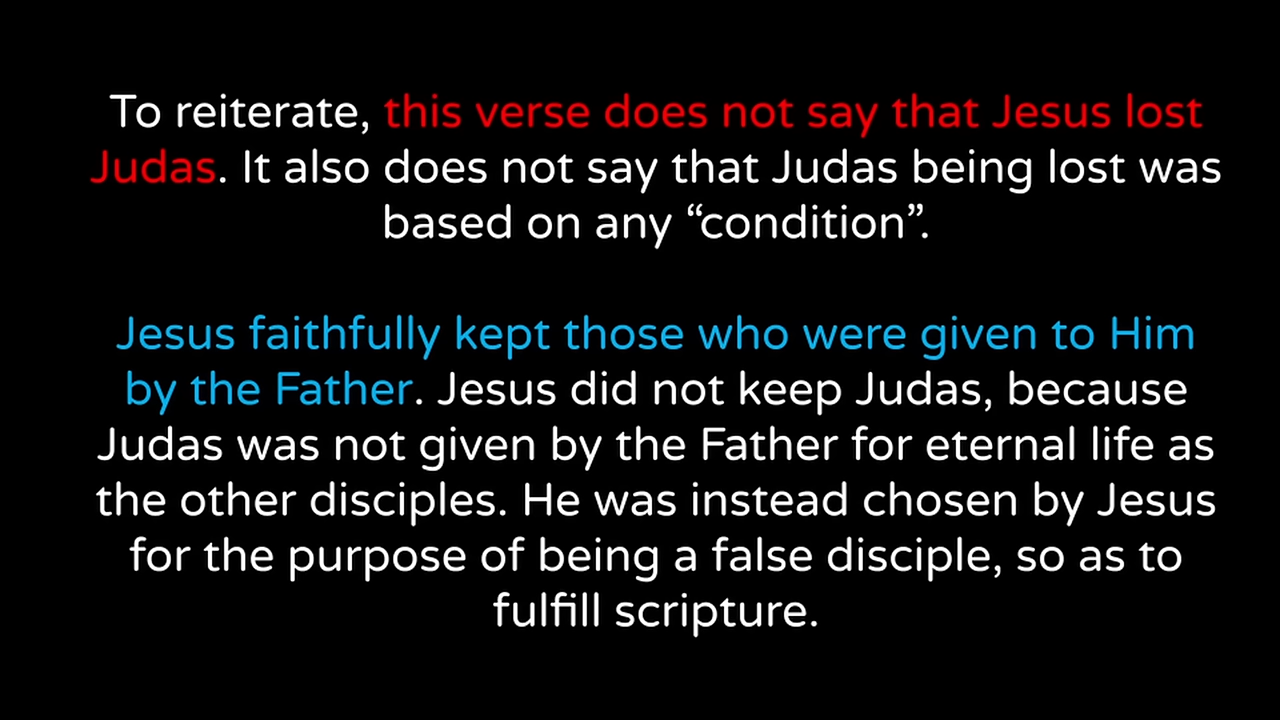 To reiterate, this verse does not say that Jesus lost
Judas. It also does not say that Judas being lost was
based on any “condition”.
Jesus faithfully kept those who were given to Him
by the Father. Jesus did not keep Judas, because
Judas was not given by the Father for eternal life as
the other disciples. He was instead chosen by Jesus
for the purpose of being a false disciple, so as to
fulfill scripture.